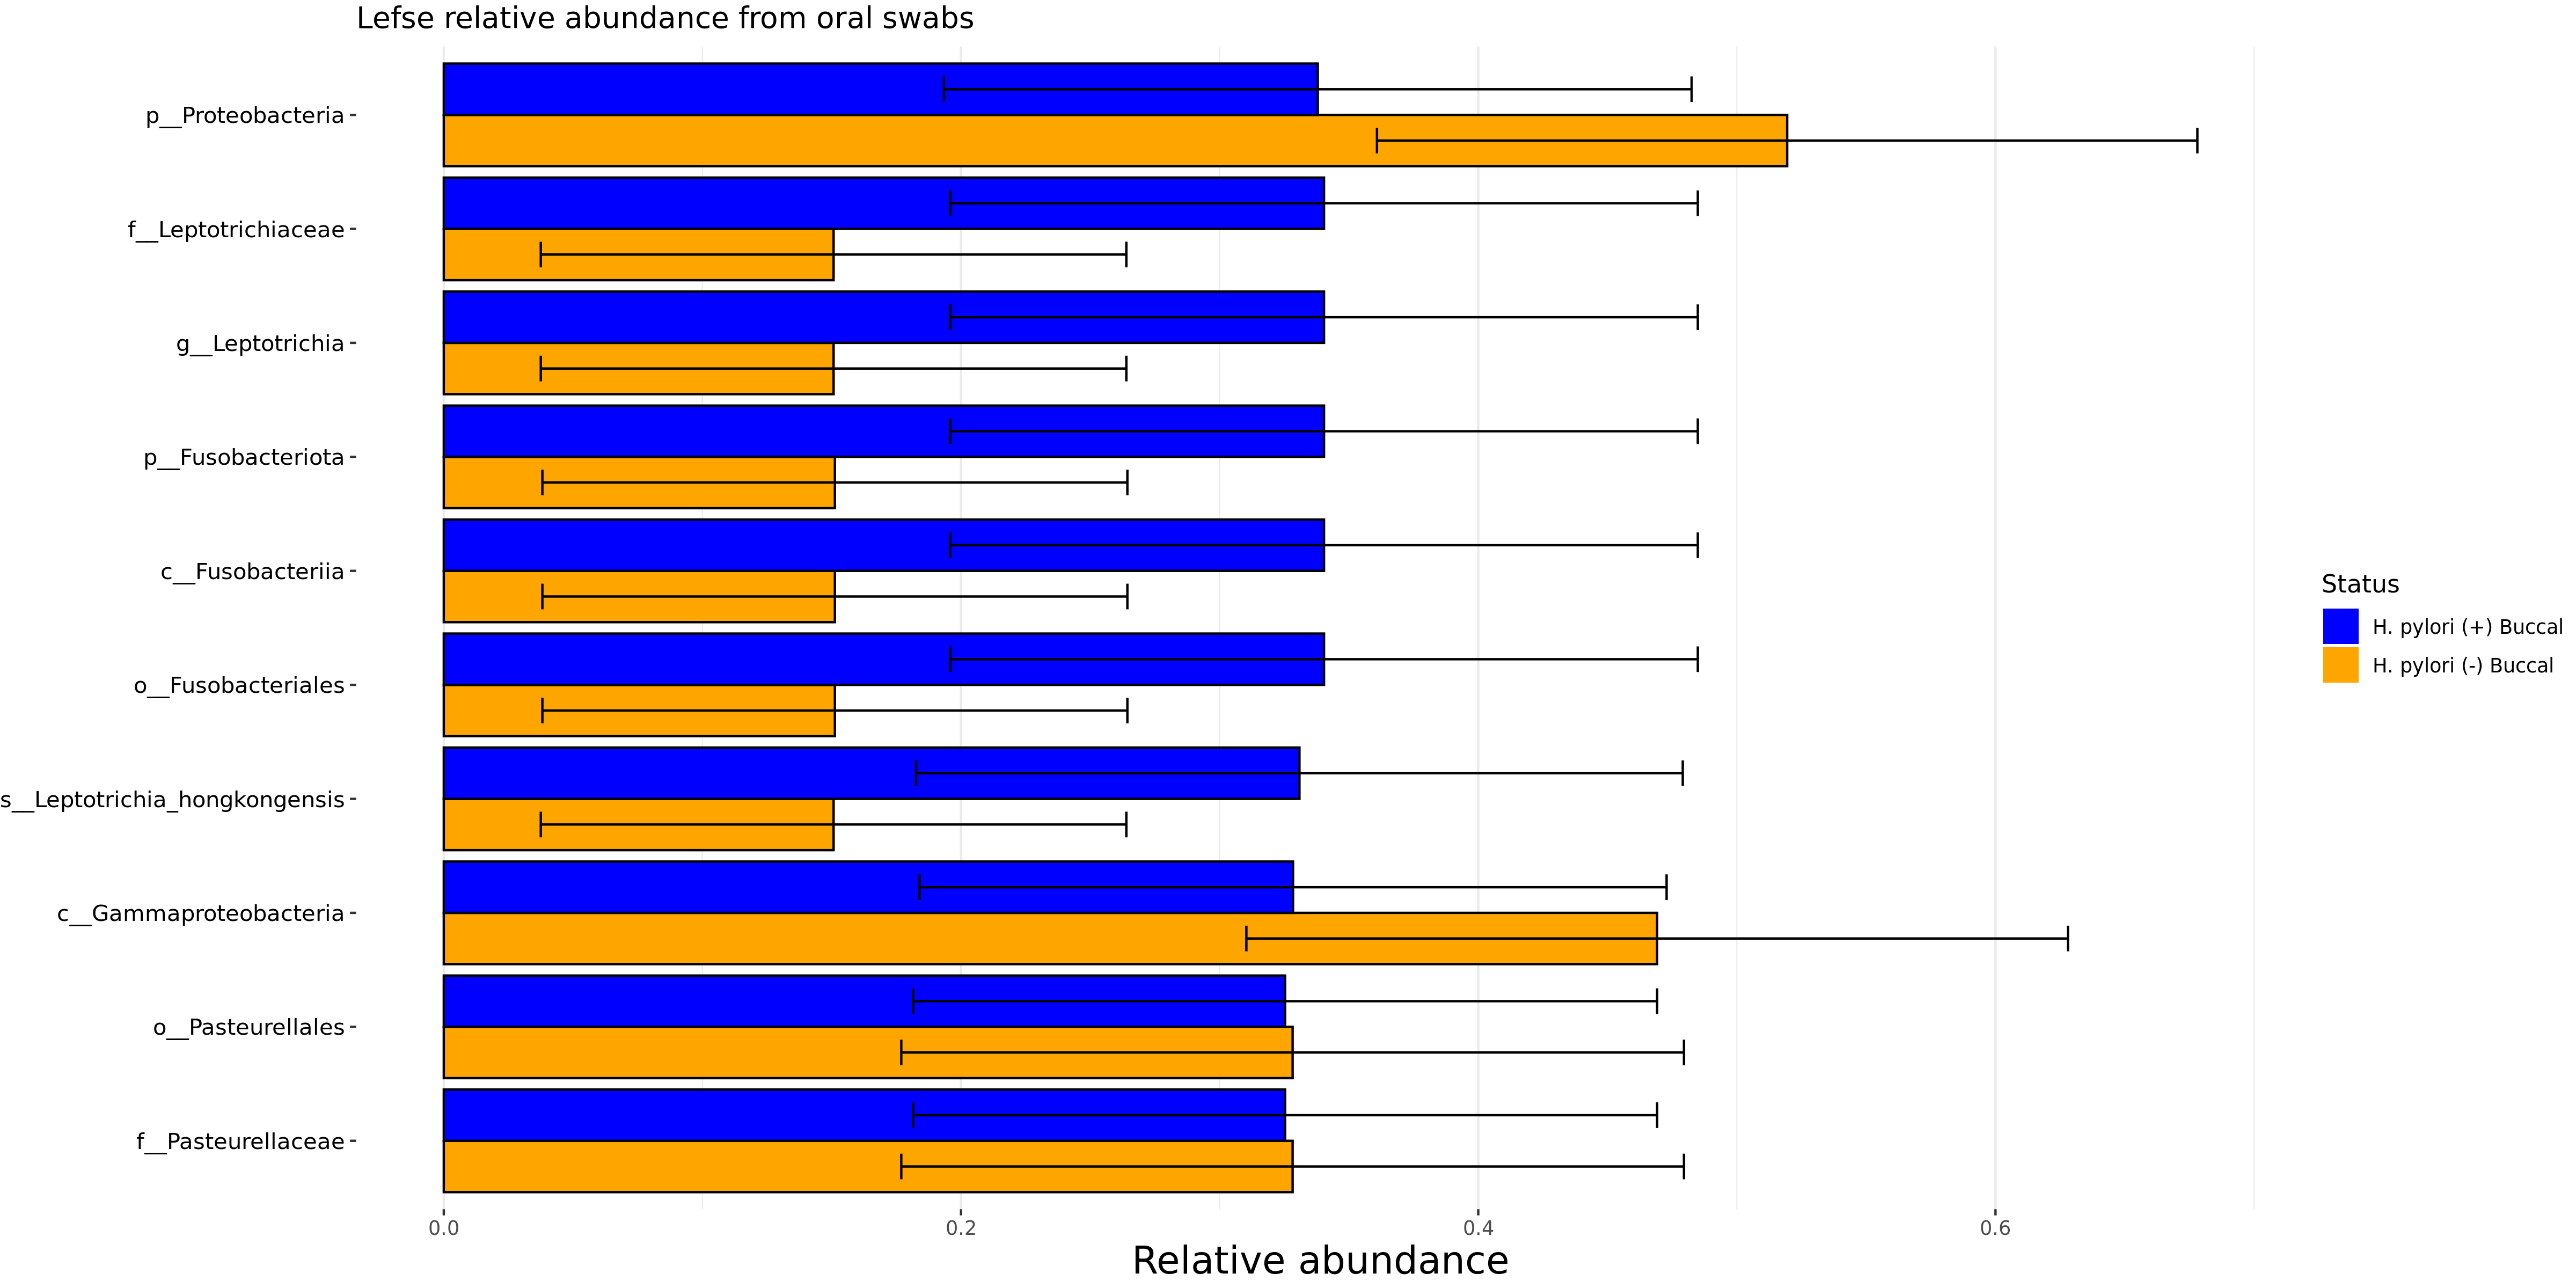 Lefse relative abundance from oral swabs
p__Proteobacteria
f__Leptotrichiaceae
g__Leptotrichia
p__Fusobacteriota
c__Fusobacteriia
o__Fusobacteriales
s__Leptotrichia_hongkongensis
c__Gammaproteobacteria
o__Pasteurellales
f__Pasteurellaceae
0.0 0.2 0.4 0.6
Relative abundance
Status
H. pylori (+) Buccal
H. pylori (-) Buccal